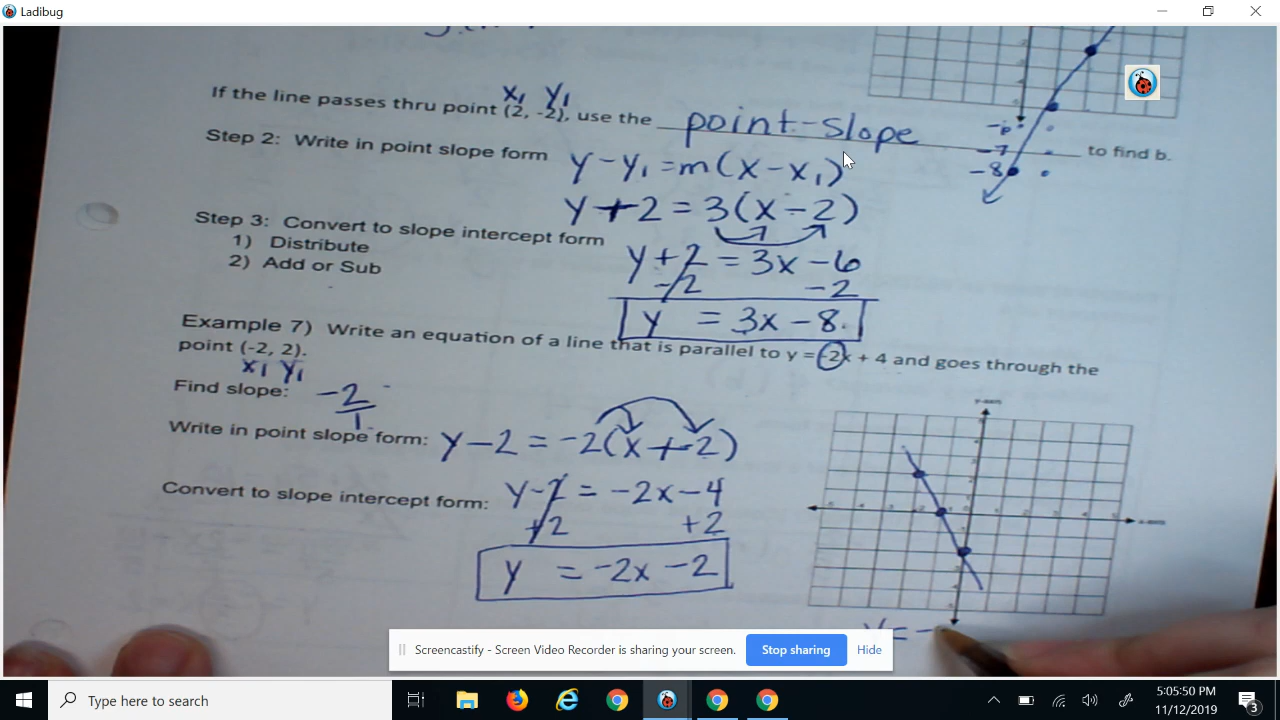 Ladibug
If the line passes thru point (2, -2), use the point-slope to find b.
x₁ y₁
Step 2: Write in point slope form y - y₁ = m(x - x₁)
y + 2 = 3(x - 2)
Step 3: Convert to slope intercept form
1) Distribute
2) Add or Sub
y + 2 = 3x - 6
-2 -2
y = 3x - 8
-6
-7
-8
Example 7) Write an equation of a line that is parallel to y = -2x + 4 and goes through the
point (-2, 2).
x₁ y₁
Find slope: -2/1
Write in point slope form: y - 2 = -2(x + 2)
Convert to slope intercept form: y - 2 = -2x - 4
+2 +2
y = -2x - 2
y-axis
x-axis
y = -
Screencastify - Screen Video Recorder is sharing your screen. Stop sharing Hide
Type here to search
5:05:50 PM
11/12/2019
3